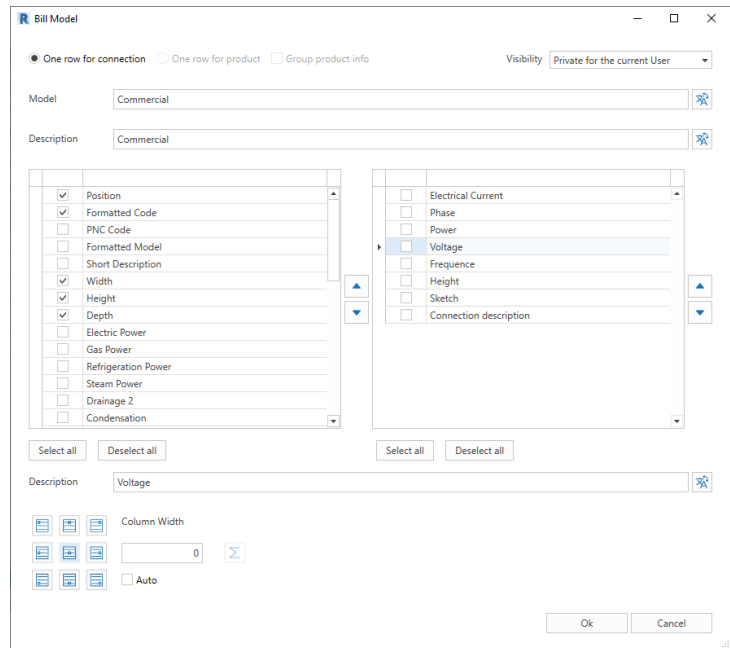 Bill Model
One row for connection One row for product Group product info Visibility Private for the current User
Model Commercial
Description Commercial
Position
Formatted Code
PNC Code
Formatted Model
Short Description
Width
Height
Depth
Electric Power
Gas Power
Refrigeration Power
Steam Power
Drainage 2
Condensation
Electrical Current
Phase
Power
Voltage
Frequence
Height
Sketch
Connection description
Select all Deselect all Select all Deselect all
Description Voltage
Column Width
0 Σ
Auto
Ok Cancel